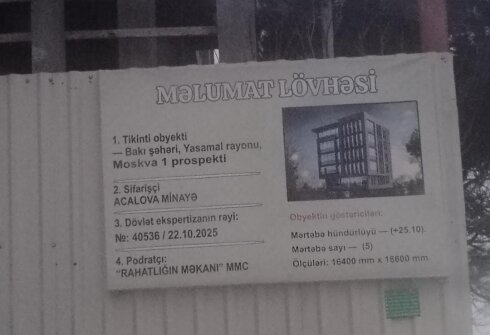 MƏLUMAT LÖVHƏSİ
1. Tikinti obyekti
— Bakı şəhəri, Yasamal rayonu,
Moskva 1 prospekti
2. Sifarişçi
ACALOVA MİNAYƏ
3. Dövlət ekspertizanın rəyi:
№: 40536 / 22.10.2025
4. Podratçı:
“RAHATLIĞIN MƏKANI” MMC
Obyektin göstəriciləri:
Mərtəbə hündürlüyü — (+25.10).
Mərtəbə sayı — (5)
Ölçüləri: 16400 mm x 18600 mm